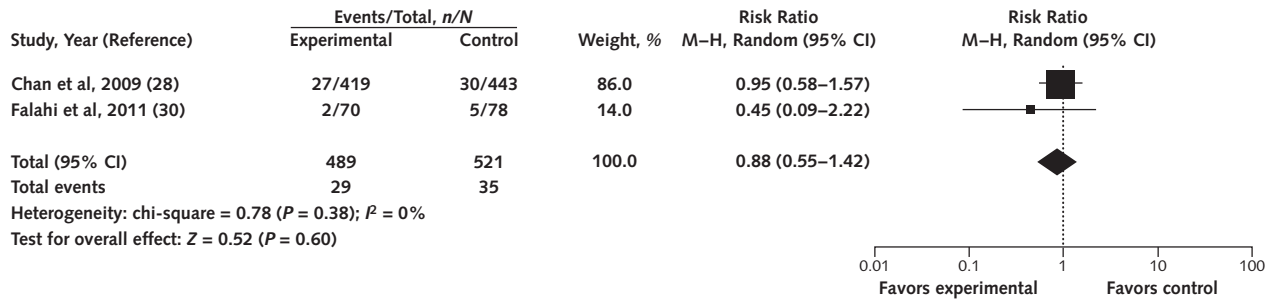 Events/Total, n/N Risk Ratio Risk Ratio
Study, Year (Reference) Experimental Control Weight, % M–H, Random (95% CI) M–H, Random (95% CI)
Chan et al, 2009 (28) 27/419 30/443 86.0 0.95 (0.58–1.57)
Falahi et al, 2011 (30) 2/70 5/78 14.0 0.45 (0.09–2.22)
Total (95% CI) 489 521 100.0 0.88 (0.55–1.42)
Total events 29 35
Heterogeneity: chi-square = 0.78 (P = 0.38); I² = 0%
Test for overall effect: Z = 0.52 (P = 0.60)
0.01 0.1 1 10 100
Favors experimental Favors control